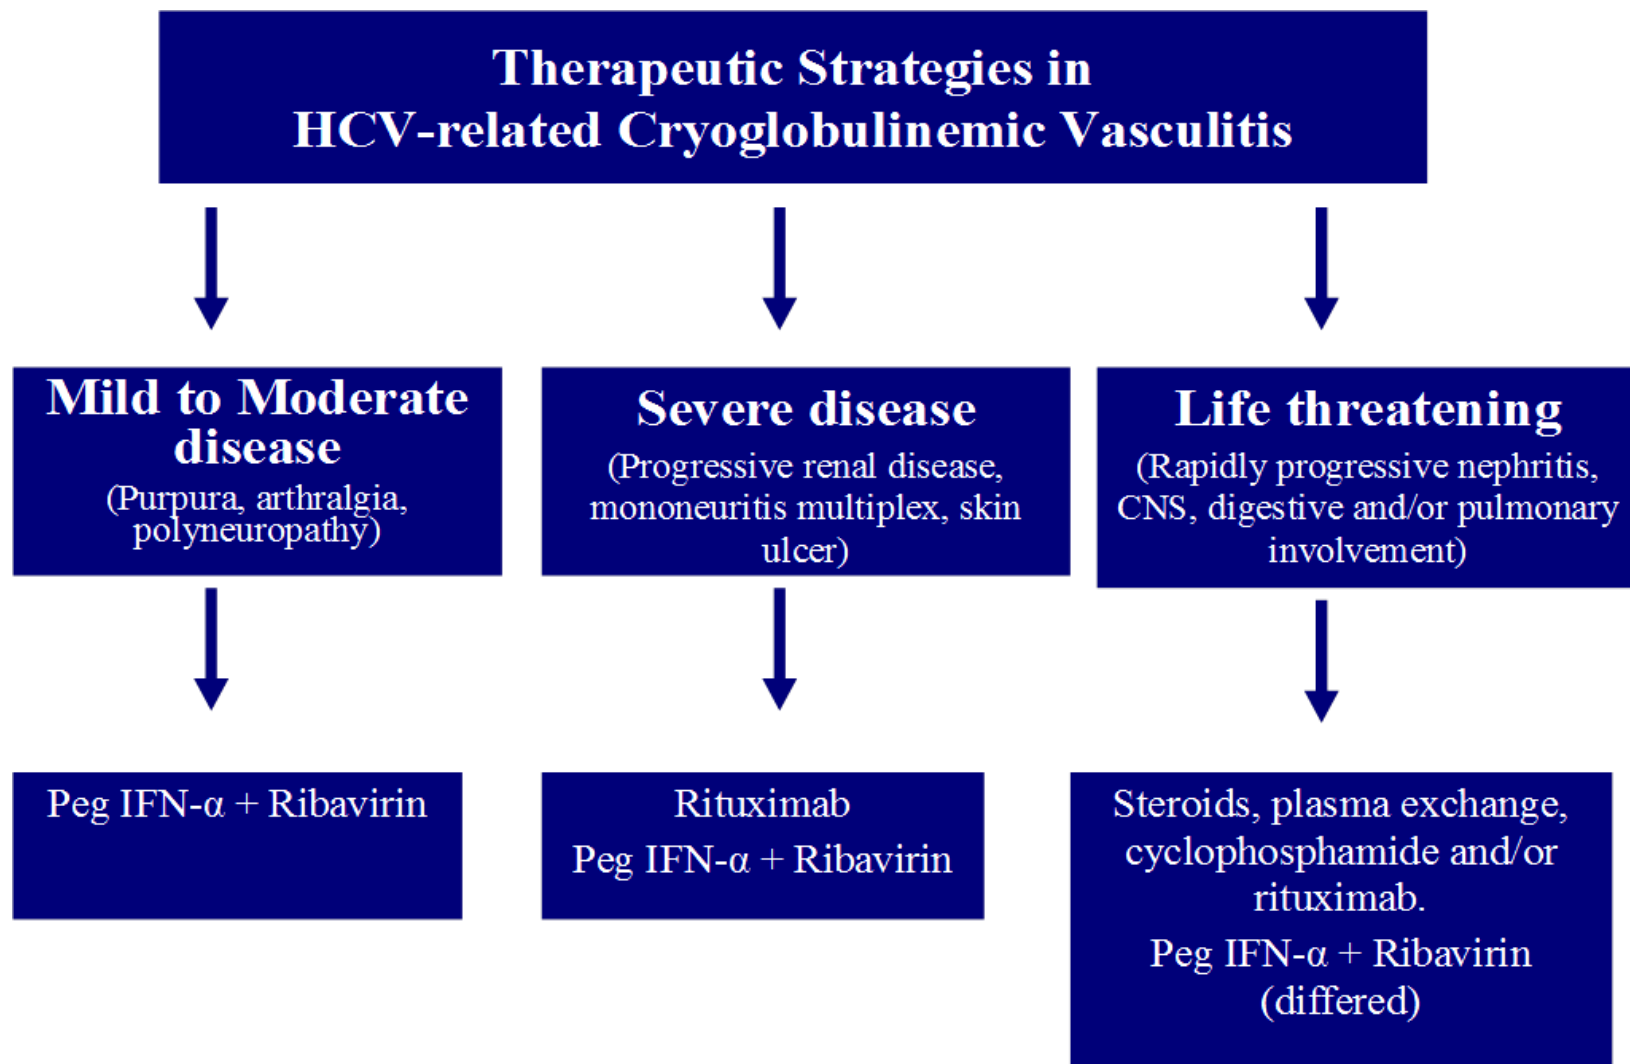 Therapeutic Strategies in
HCV-related Cryoglobulinemic Vasculitis
Mild to Moderate
disease
(Purpura, arthralgia,
polyneuropathy)
Severe disease
(Progressive renal disease,
mononeuritis multiplex, skin
ulcer)
Life threatening
(Rapidly progressive nephritis,
CNS, digestive and/or pulmonary
involvement)
Peg IFN-α + Ribavirin
Rituximab
Peg IFN-α + Ribavirin
Steroids, plasma exchange,
cyclophosphamide and/or
rituximab.
Peg IFN-α + Ribavirin
(differed)